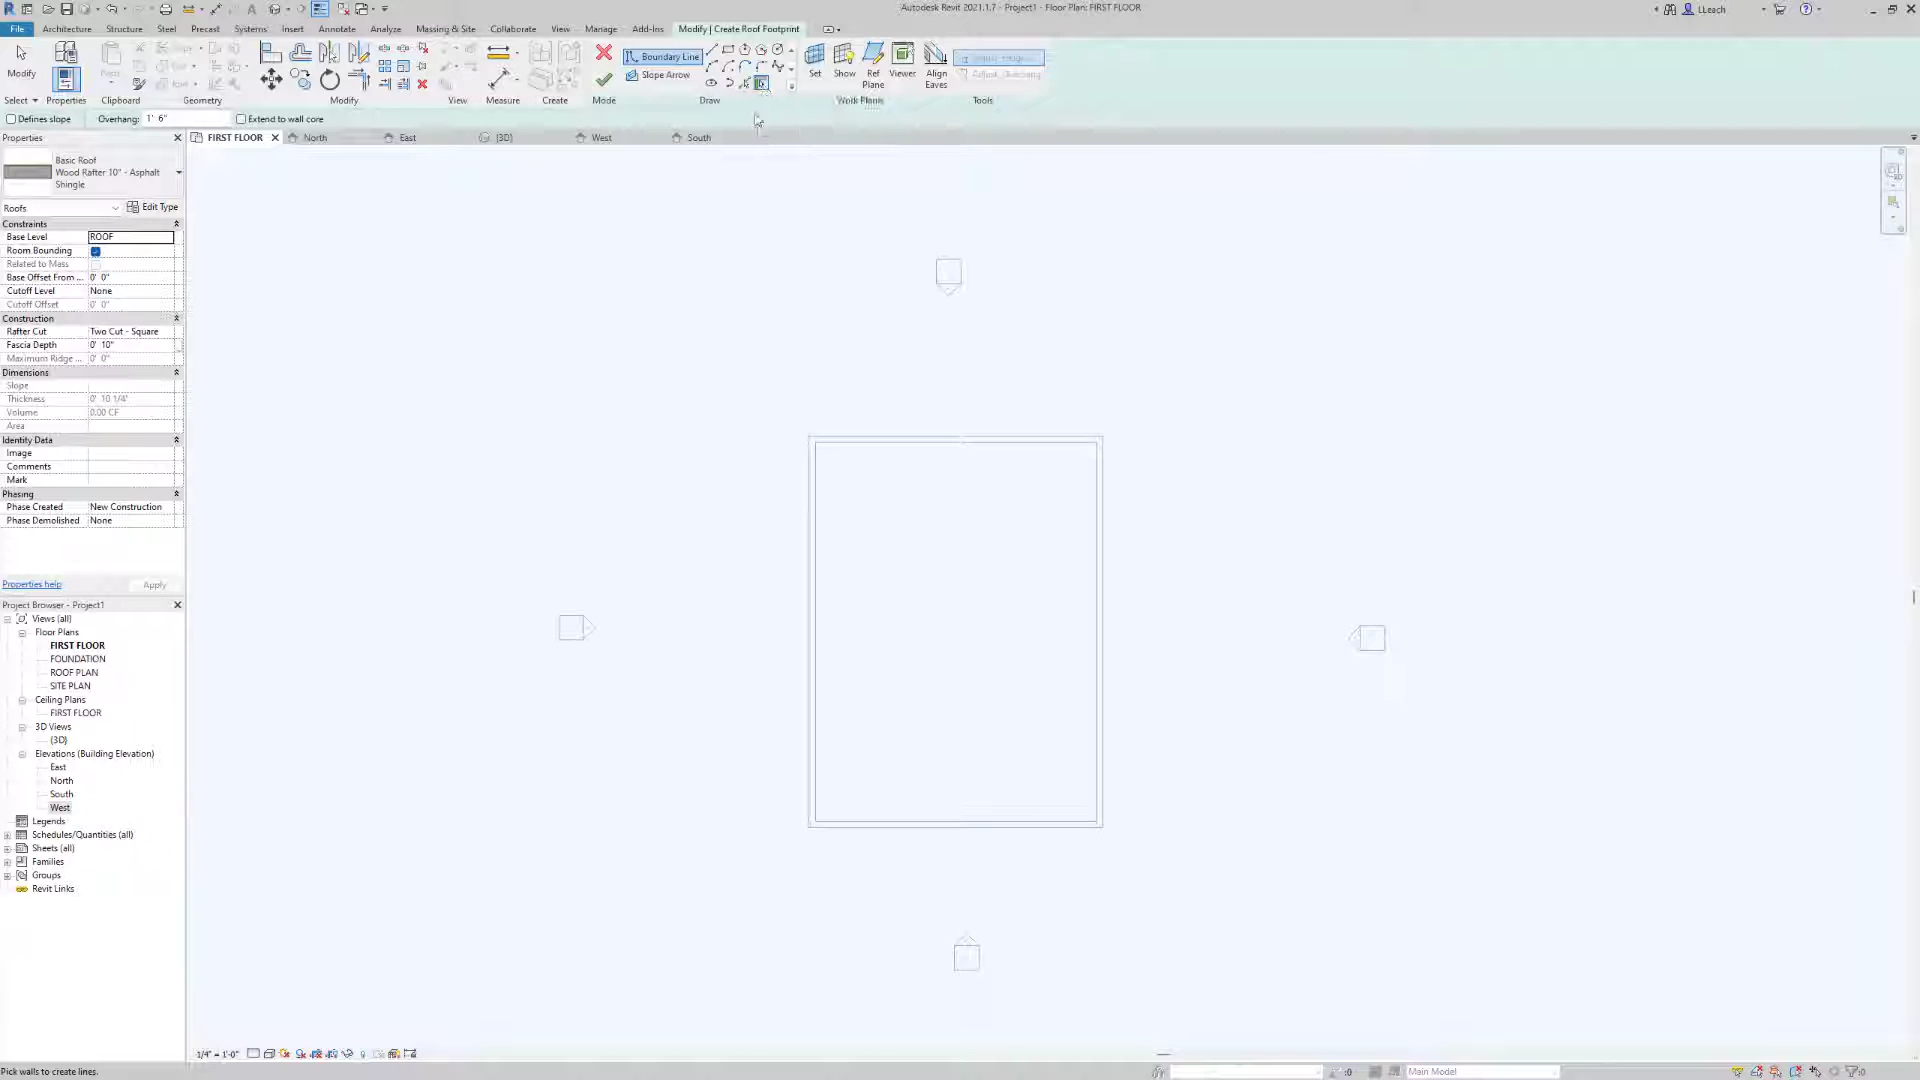 Autodesk Revit 2021.1.7 - Project1 - Floor Plan: FIRST FLOOR
LLeach
File Architecture Structure Steel Precast Systems Insert Annotate Analyze Massing & Site Collaborate View Manage Add-Ins Modify | Create Roof Footprint
Boundary Line
Slope Arrow
Modify
Set Show Ref Plane Viewer Align Eaves
Select Properties Clipboard Geometry Modify View Measure Create Mode Draw Work Plane Tools
Defines slope Overhang: 1' 6" Extend to wall core
Properties
FIRST FLOOR North East (3D) West South
Basic Roof
Wood Rafter 10" - Asphalt
Shingle
Roofs Edit Type
Constraints
Base Level ROOF
Room Bounding
Related to Mass
Base Offset From ... 0' 0"
Cutoff Level None
Cutoff Offset 0' 0"
Construction
Rafter Cut Two Cut - Square
Fascia Depth 0' 10"
Maximum Ridge ... 0' 0"
Dimensions
Slope
Thickness 0' 10 1/4"
Volume 0.00 CF
Area
Identity Data
Image
Comments
Mark
Phasing
Phase Created New Construction
Phase Demolished None
Properties help Apply
Project Browser - Project1
Views (all)
Floor Plans
FIRST FLOOR
FOUNDATION
ROOF PLAN
SITE PLAN
Ceiling Plans
FIRST FLOOR
3D Views
(3D)
Elevations (Building Elevation)
East
North
South
West
Legends
Schedules/Quantities (all)
Sheets (all)
Families
Groups
Revit Links
1/4" = 1'-0"
Pick walls to create lines.
:0 Main Model :0